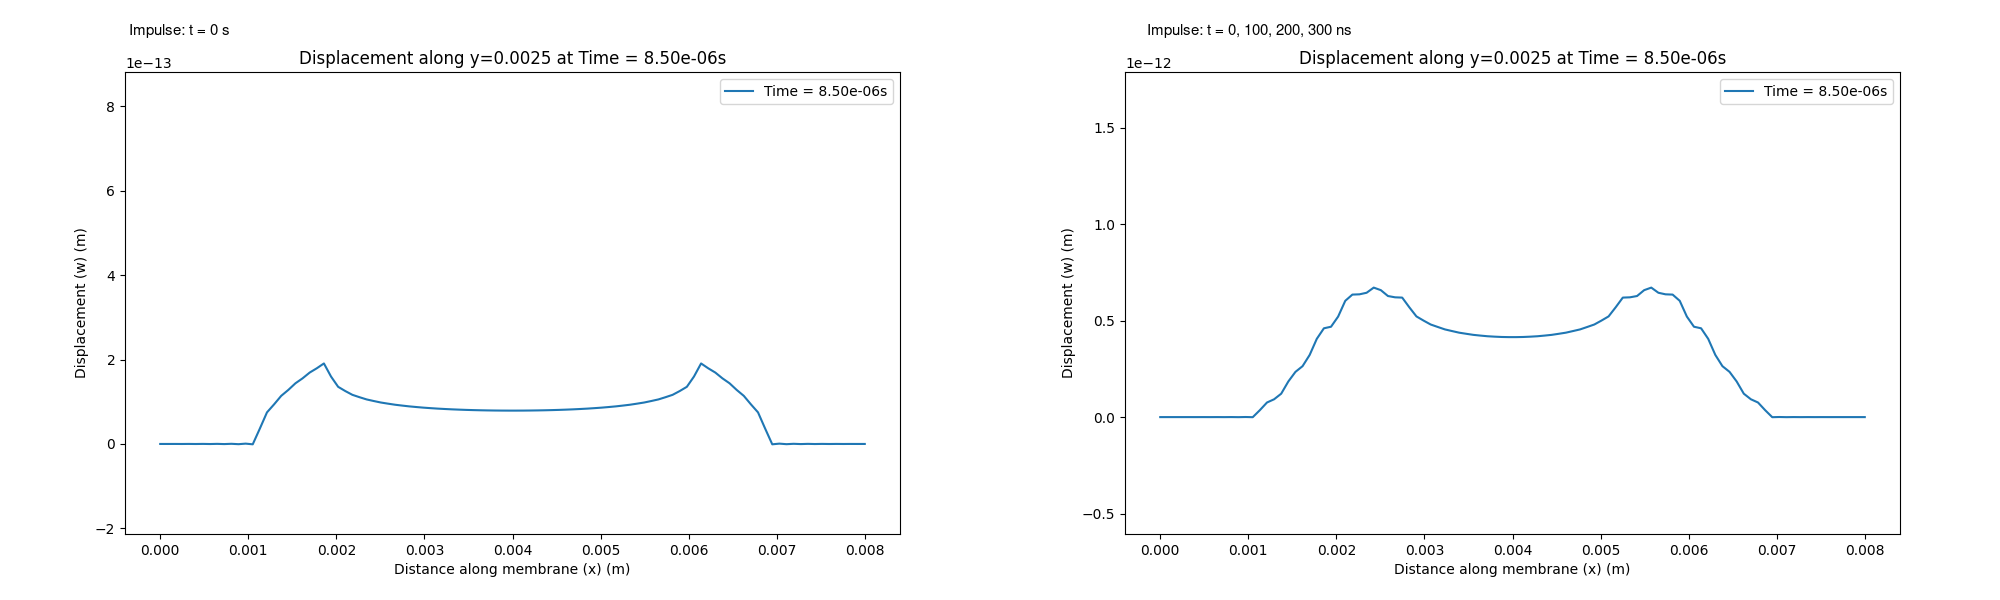 Impulse: t = 0 s
Displacement along y=0.0025 at Time = 8.50e-06s
1e−13
Time = 8.50e-06s
8
6
4
2
0
−2
Displacement (w) (m)
0.000 0.001 0.002 0.003 0.004 0.005 0.006 0.007 0.008
Distance along membrane (x) (m)
Impulse: t = 0, 100, 200, 300 ns
Displacement along y=0.0025 at Time = 8.50e-06s
1e−12
Time = 8.50e-06s
1.5
1.0
0.5
0.0
−0.5
Displacement (w) (m)
0.000 0.001 0.002 0.003 0.004 0.005 0.006 0.007 0.008
Distance along membrane (x) (m)